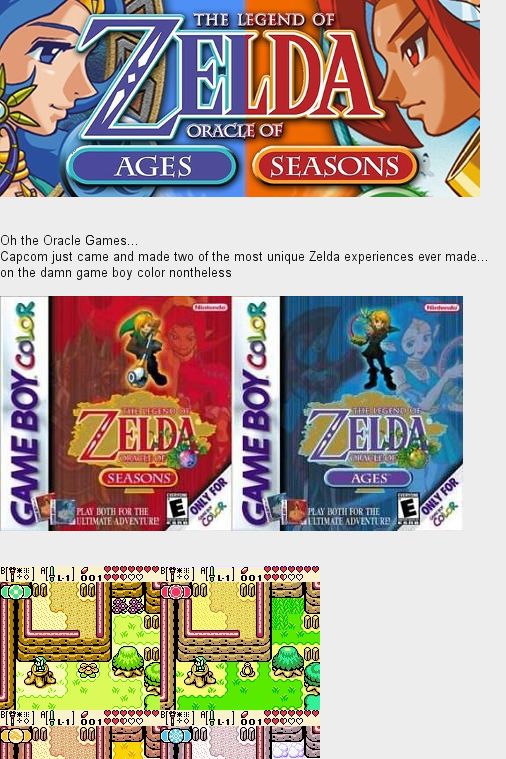 THE LEGEND OF
ZELDA
ORACLE OF
AGES
SEASONS
Oh the Oracle Games...
Capcom just came and made two of the most unique Zelda experiences ever made...
on the damn game boy color nontheless
Nintendo
GAME BOY COLOR
THE LEGEND OF
ZELDA
ORACLE OF
SEASONS
PLAY BOTH FOR THE
ULTIMATE ADVENTURE!
EVERYONE
E
ESRB
ONLY FOR
GAME BOY
COLOR
Nintendo
GAME BOY COLOR
THE LEGEND OF
ZELDA
ORACLE OF
AGES
PLAY BOTH FOR THE
ULTIMATE ADVENTURE!
EVERYONE
E
ESRB
ONLY FOR
GAME BOY
COLOR
B A L-1 001
B A L-1 001
B A L-1 001
B A L-1 001